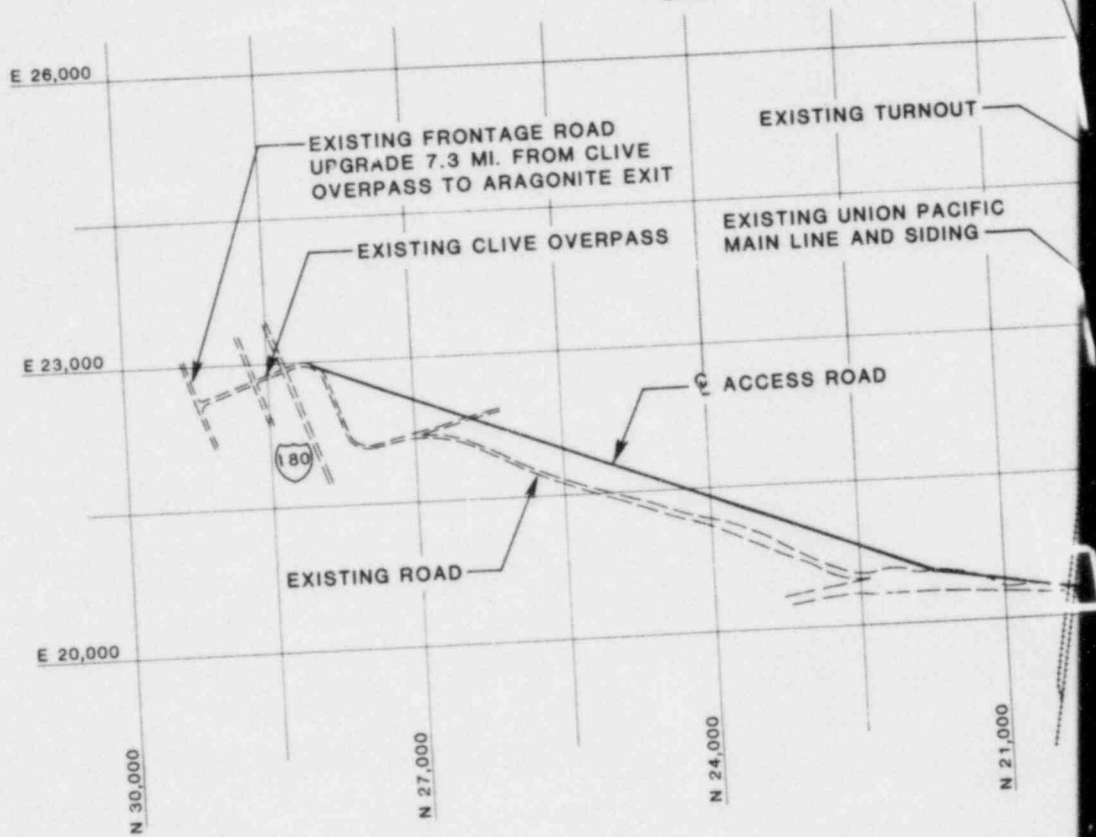 E 26,000
EXISTING FRONTAGE ROAD
UPGRADE 7.3 MI. FROM CLIVE
OVERPASS TO ARAGONITE EXIT
EXISTING TURNOUT
EXISTING CLIVE OVERPASS
EXISTING UNION PACIFIC
MAIN LINE AND SIDING
E 23,000
℄ ACCESS ROAD
180
EXISTING ROAD
E 20,000
N 30,000
N 27,000
N 24,000
N 21,000